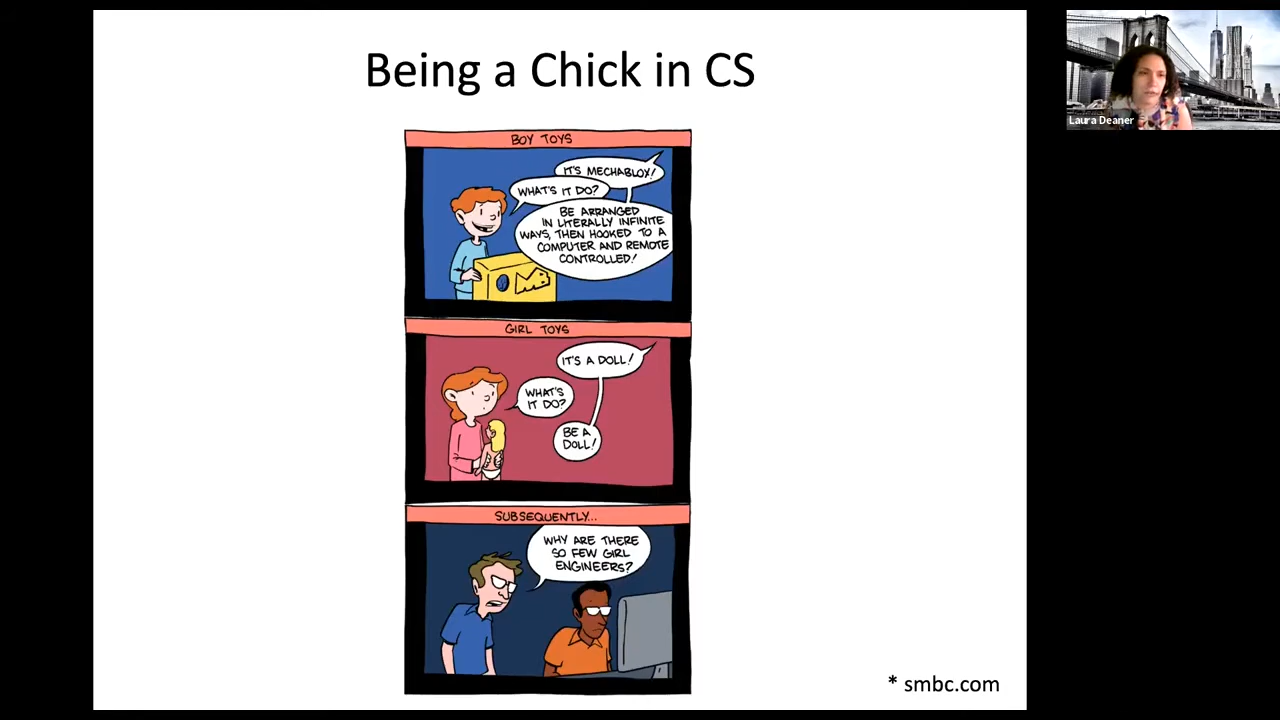 Being a Chick in CS
Laura Deaner
BOY TOYS
IT'S MECHABLOX!
WHAT'S IT DO?
BE ARRANGED
IN LITERALLY INFINITE
WAYS, THEN HOOKED TO A
COMPUTER AND REMOTE
CONTROLLED!
MB
GIRL TOYS
IT'S A DOLL!
WHAT'S
IT DO?
BE A
DOLL!
SUBSEQUENTLY...
WHY ARE THERE
SO FEW GIRL
ENGINEERS?
* smbc.com